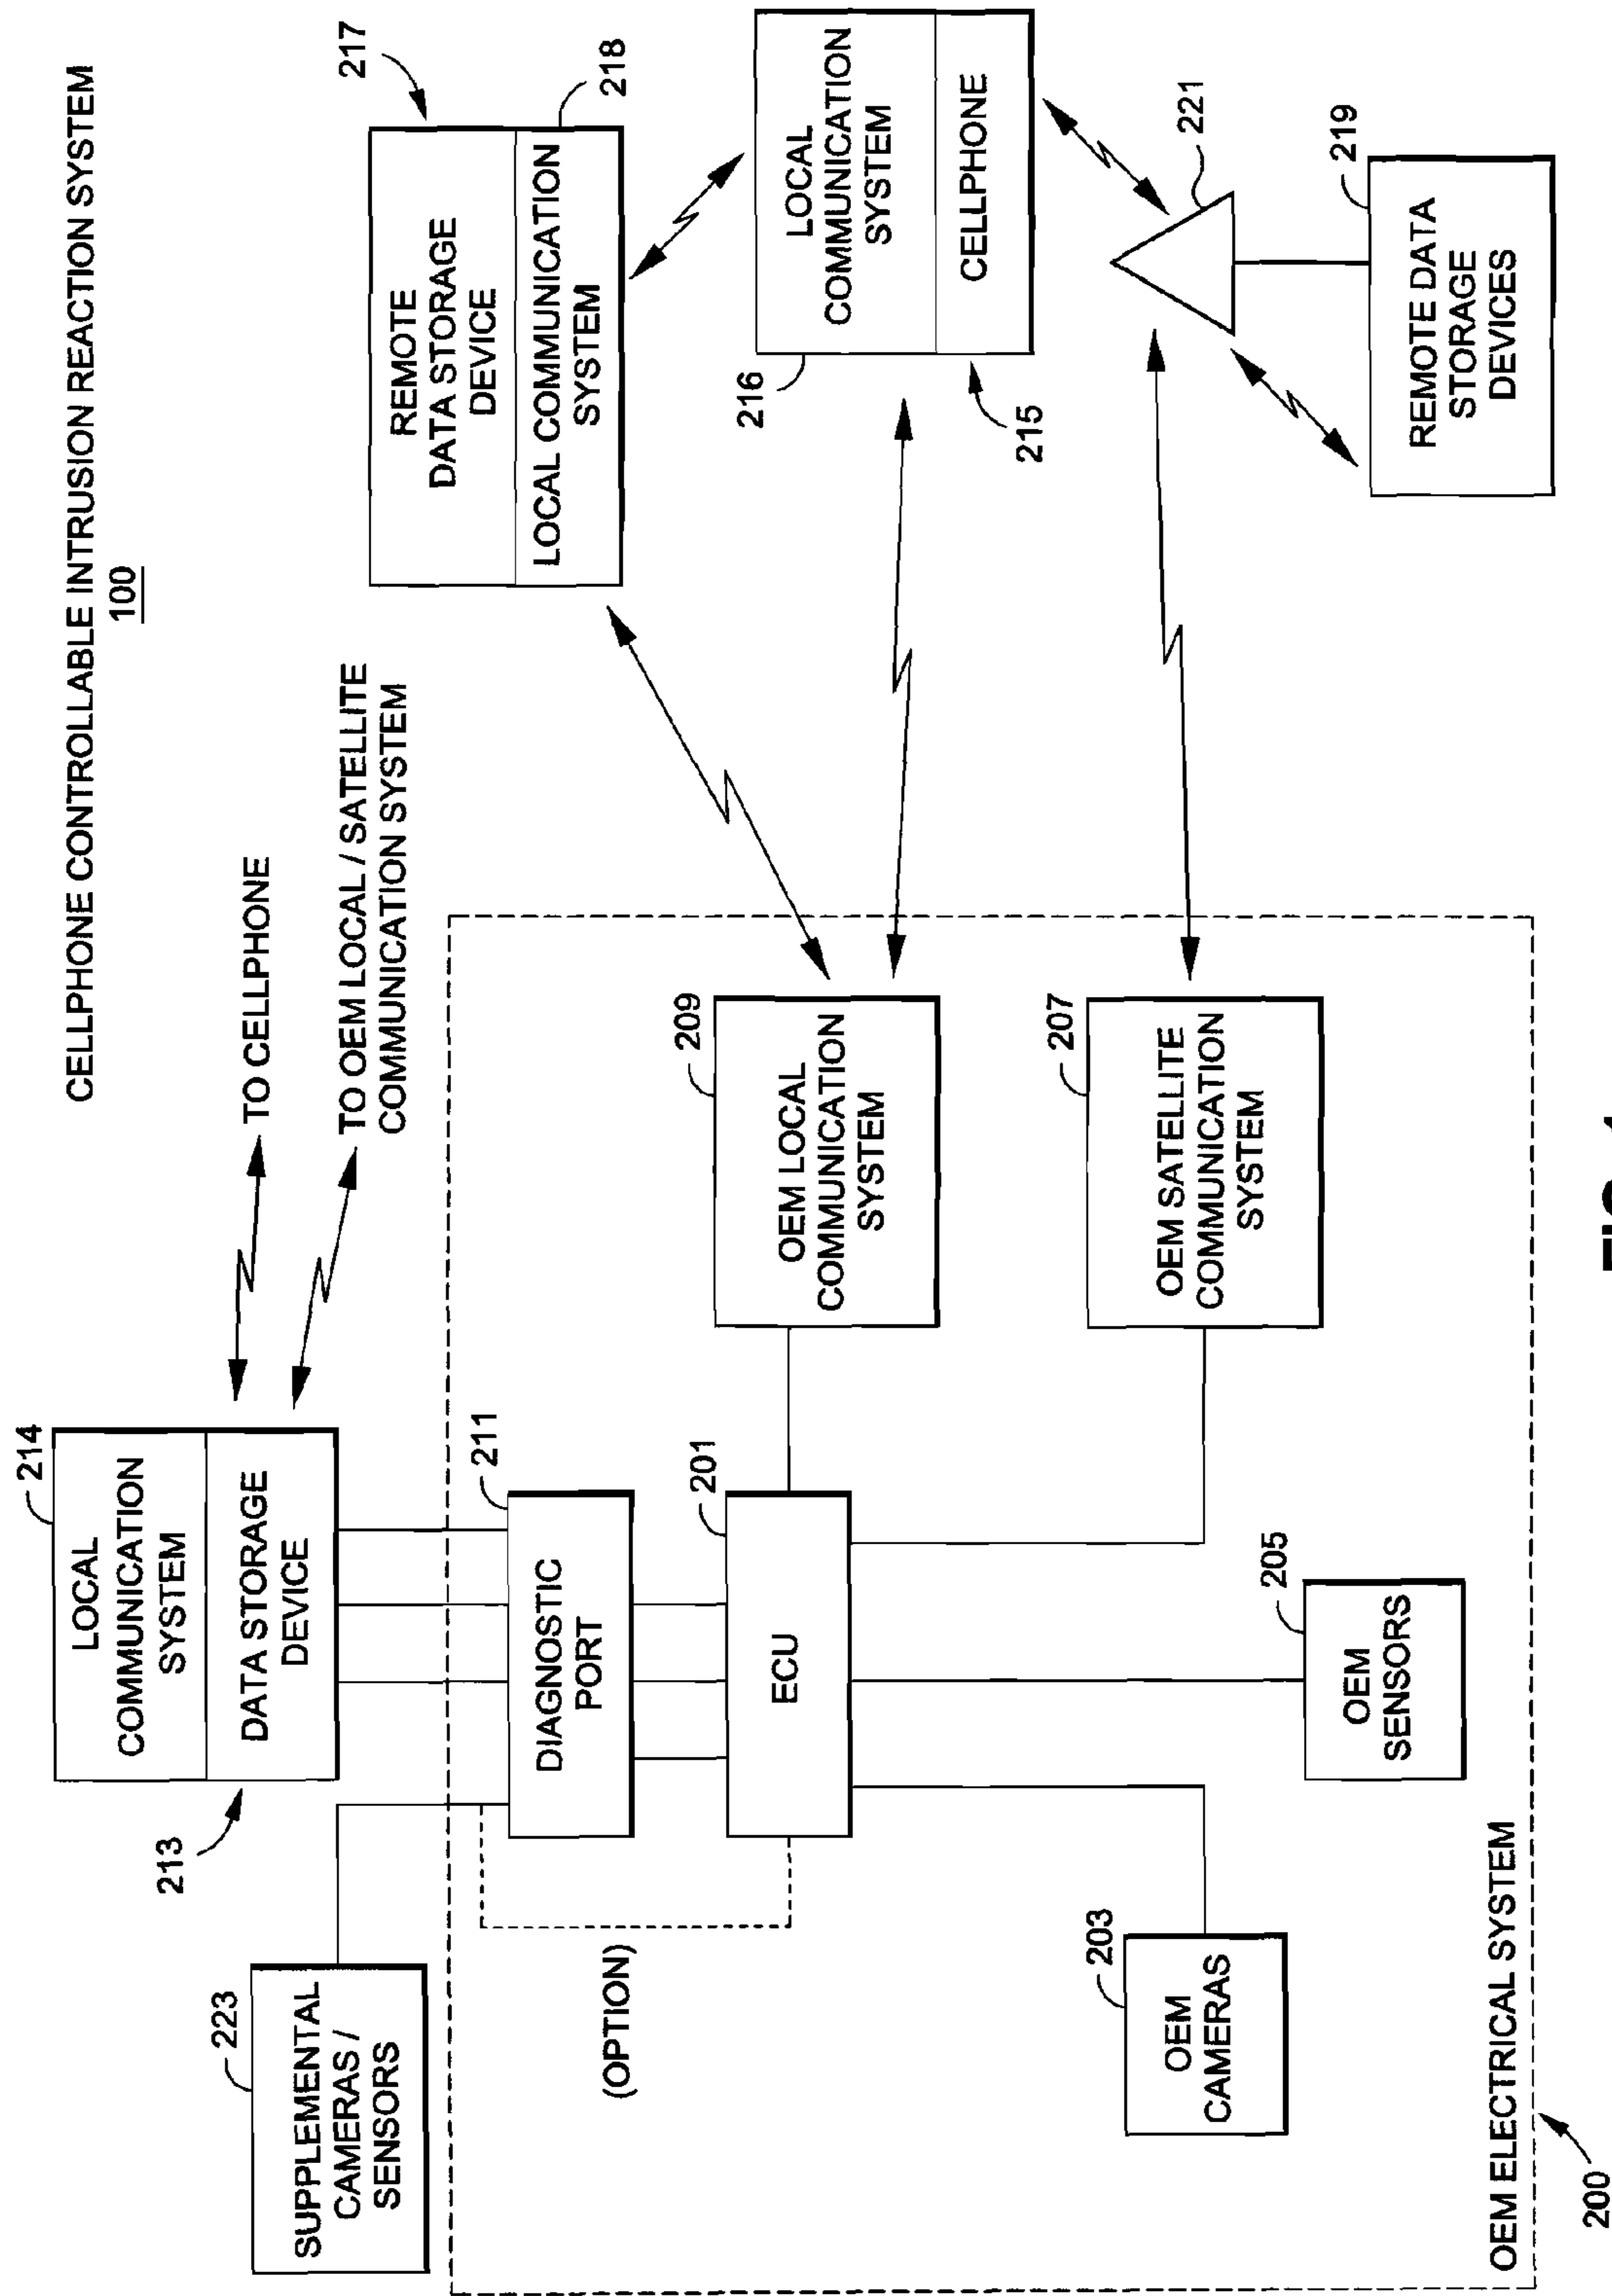 CELLPHONE CONTROLLABLE INTRUSION REACTION SYSTEM
100
214
LOCAL
COMMUNICATION
SYSTEM
DATA STORAGE
DEVICE
213
TO CELLPHONE
TO OEM LOCAL / SATELLITE
COMMUNICATION SYSTEM
217
REMOTE
DATA STORAGE
DEVICE
LOCAL COMMUNICATION
SYSTEM
218
223
SUPPLEMENTAL
CAMERAS /
SENSORS
211
DIAGNOSTIC
PORT
(OPTION)
201
ECU
209
OEM LOCAL
COMMUNICATION
SYSTEM
216
LOCAL
COMMUNICATION
SYSTEM
CELLPHONE
215
207
OEM SATELLITE
COMMUNICATION
SYSTEM
221
219
REMOTE DATA
STORAGE
DEVICES
203
OEM
CAMERAS
205
OEM
SENSORS
OEM ELECTRICAL SYSTEM
200